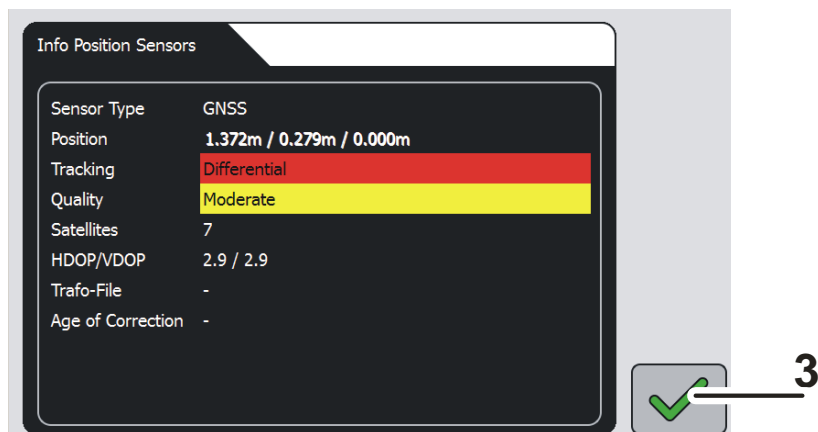 Info Position Sensors
Sensor Type GNSS
Position 1.372m / 0.279m / 0.000m
Tracking Differential
Quality Moderate
Satellites 7
HDOP/VDOP 2.9 / 2.9
Trafo-File -
Age of Correction -
3